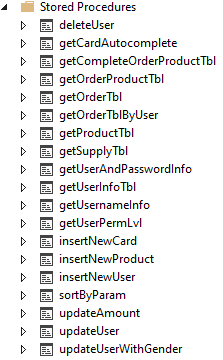 Stored Procedures
deleteUser
getCardAutocomplete
getCompleteOrderProductTbl
getOrderProductTbl
getOrderTbl
getOrderTblByUser
getProductTbl
getSupplyTbl
getUserAndPasswordInfo
getUserInfoTbl
getUsernameInfo
getUserPermLvl
insertNewCard
insertNewProduct
insertNewUser
sortByParam
updateAmount
updateUser
updateUserWithGender